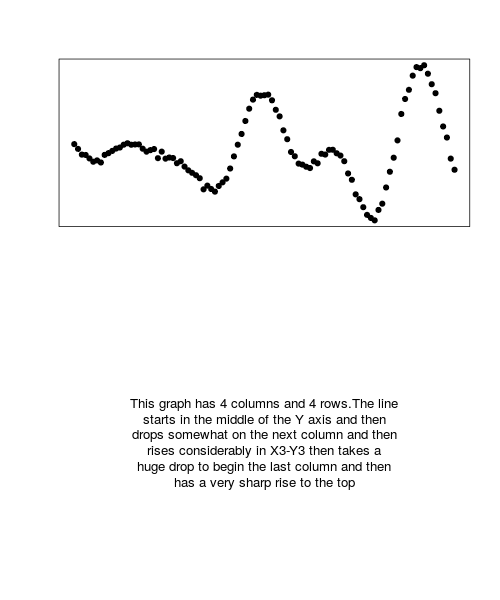 This graph has 4 columns and 4 rows.The line
starts in the middle of the Y axis and then
drops somewhat on the next column and then
rises considerably in X3-Y3 then takes a
huge drop to begin the last column and then
has a very sharp rise to the top